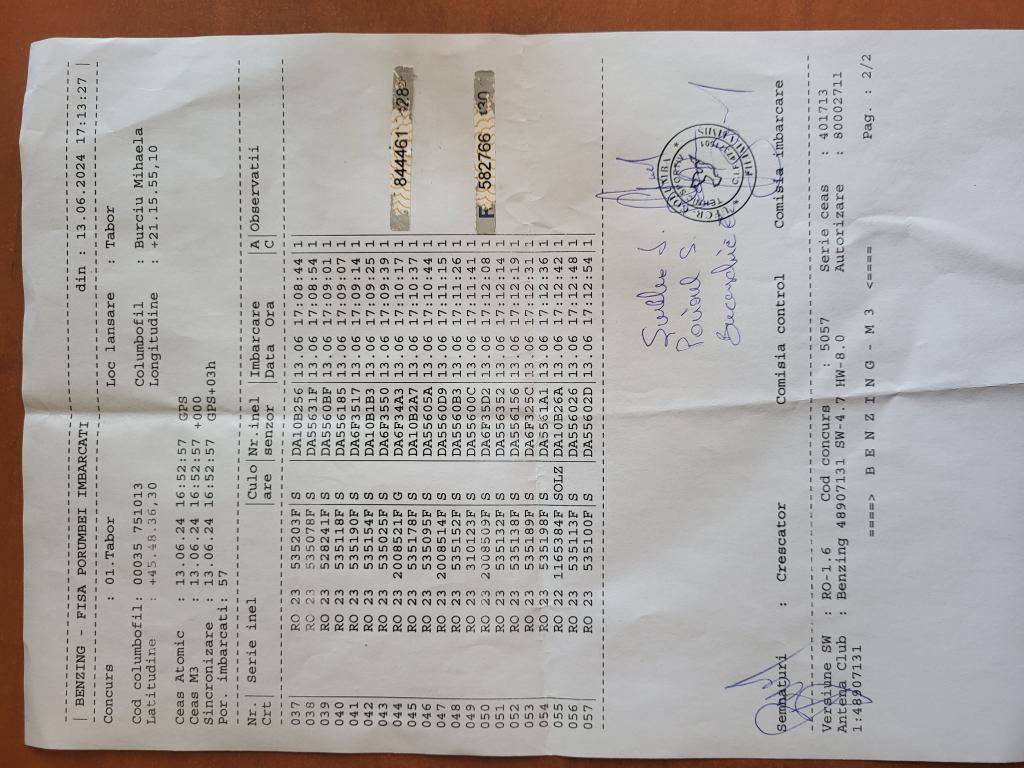 | BENZING - FISA PORUMBEI IMBARCATI din : 13.06.2024 17:13:27 |
Concurs : 01.Tabor Loc lansare : Tabor
Cod columbofil: 00035 751013 Columbofil : Burciu Mihaela
Latitudine : +45.48.36,30 Longitudine : +21.15.55,10
Ceas Atomic : 13.06.24 16:52:57 GPS
Ceas M3 : 13.06.24 16:52:57 +000
Sincronizare : 13.06.24 16:52:57 GPS+03h
Por. imbarcati: 57
Nr.| Serie inel |Culo|Nr.inel |Imbarcare |A|Observatii
Crt| |are |senzor |Data Ora |C|
037| RO 23 535203F S |DA10B256|13.06 17:08:44|1
038| RO 23 535078F S |DA55631F|13.06 17:08:54|1
039| RO 23 528241F S |DA5560BF|13.06 17:09:01|1
040| RO 23 535118F S |DA556185|13.06 17:09:07|1
041| RO 23 535190F S |DA6F3517|13.06 17:09:14|1
042| RO 23 535154F S |DA10B1B3|13.06 17:09:25|1
043| RO 23 535025F S |DA6F3550|13.06 17:09:39|1
044| RO 23 2008521F G |DA6F34A3|13.06 17:10:17|1 844461 28
045| RO 23 535178F S |DA10B2A7|13.06 17:10:37|1
046| RO 23 535095F S |DA55605A|13.06 17:10:44|1
047| RO 23 2008514F S |DA5560D9|13.06 17:11:15|1
048| RO 23 535152F S |DA5560B3|13.06 17:11:26|1
049| RO 23 310123F S |DA55600C|13.06 17:11:41|1
050| RO 23 2008509F S |DA6F35D2|13.06 17:12:08|1 F 582766 30
051| RO 23 535132F S |DA556352|13.06 17:12:14|1
052| RO 23 535138F S |DA556156|13.06 17:12:19|1
053| RO 23 535189F S |DA6F325C|13.06 17:12:31|1
054| RO 23 535198F S |DA5561A1|13.06 17:12:36|1
055| RO 22 1165384F SOLZ |DA10B26A|13.06 17:12:42|1
056| RO 23 535113F S |DA556026|13.06 17:12:48|1
057| RO 23 535100F S |DA55602D|13.06 17:12:54|1
COLUMBA
Semnaturi : Crescator Comisia control Comisia imbarcare
Versiune SW : RO-1.6 Cod concurs : 5057 Serie ceas : 401713
Antena Club : Benzing 48907131 SW-4.7 HW-8.0 Autorizare : 80002711
1:48907131
====> B E N Z I N G - M 3 <==== Pag. : 2/2